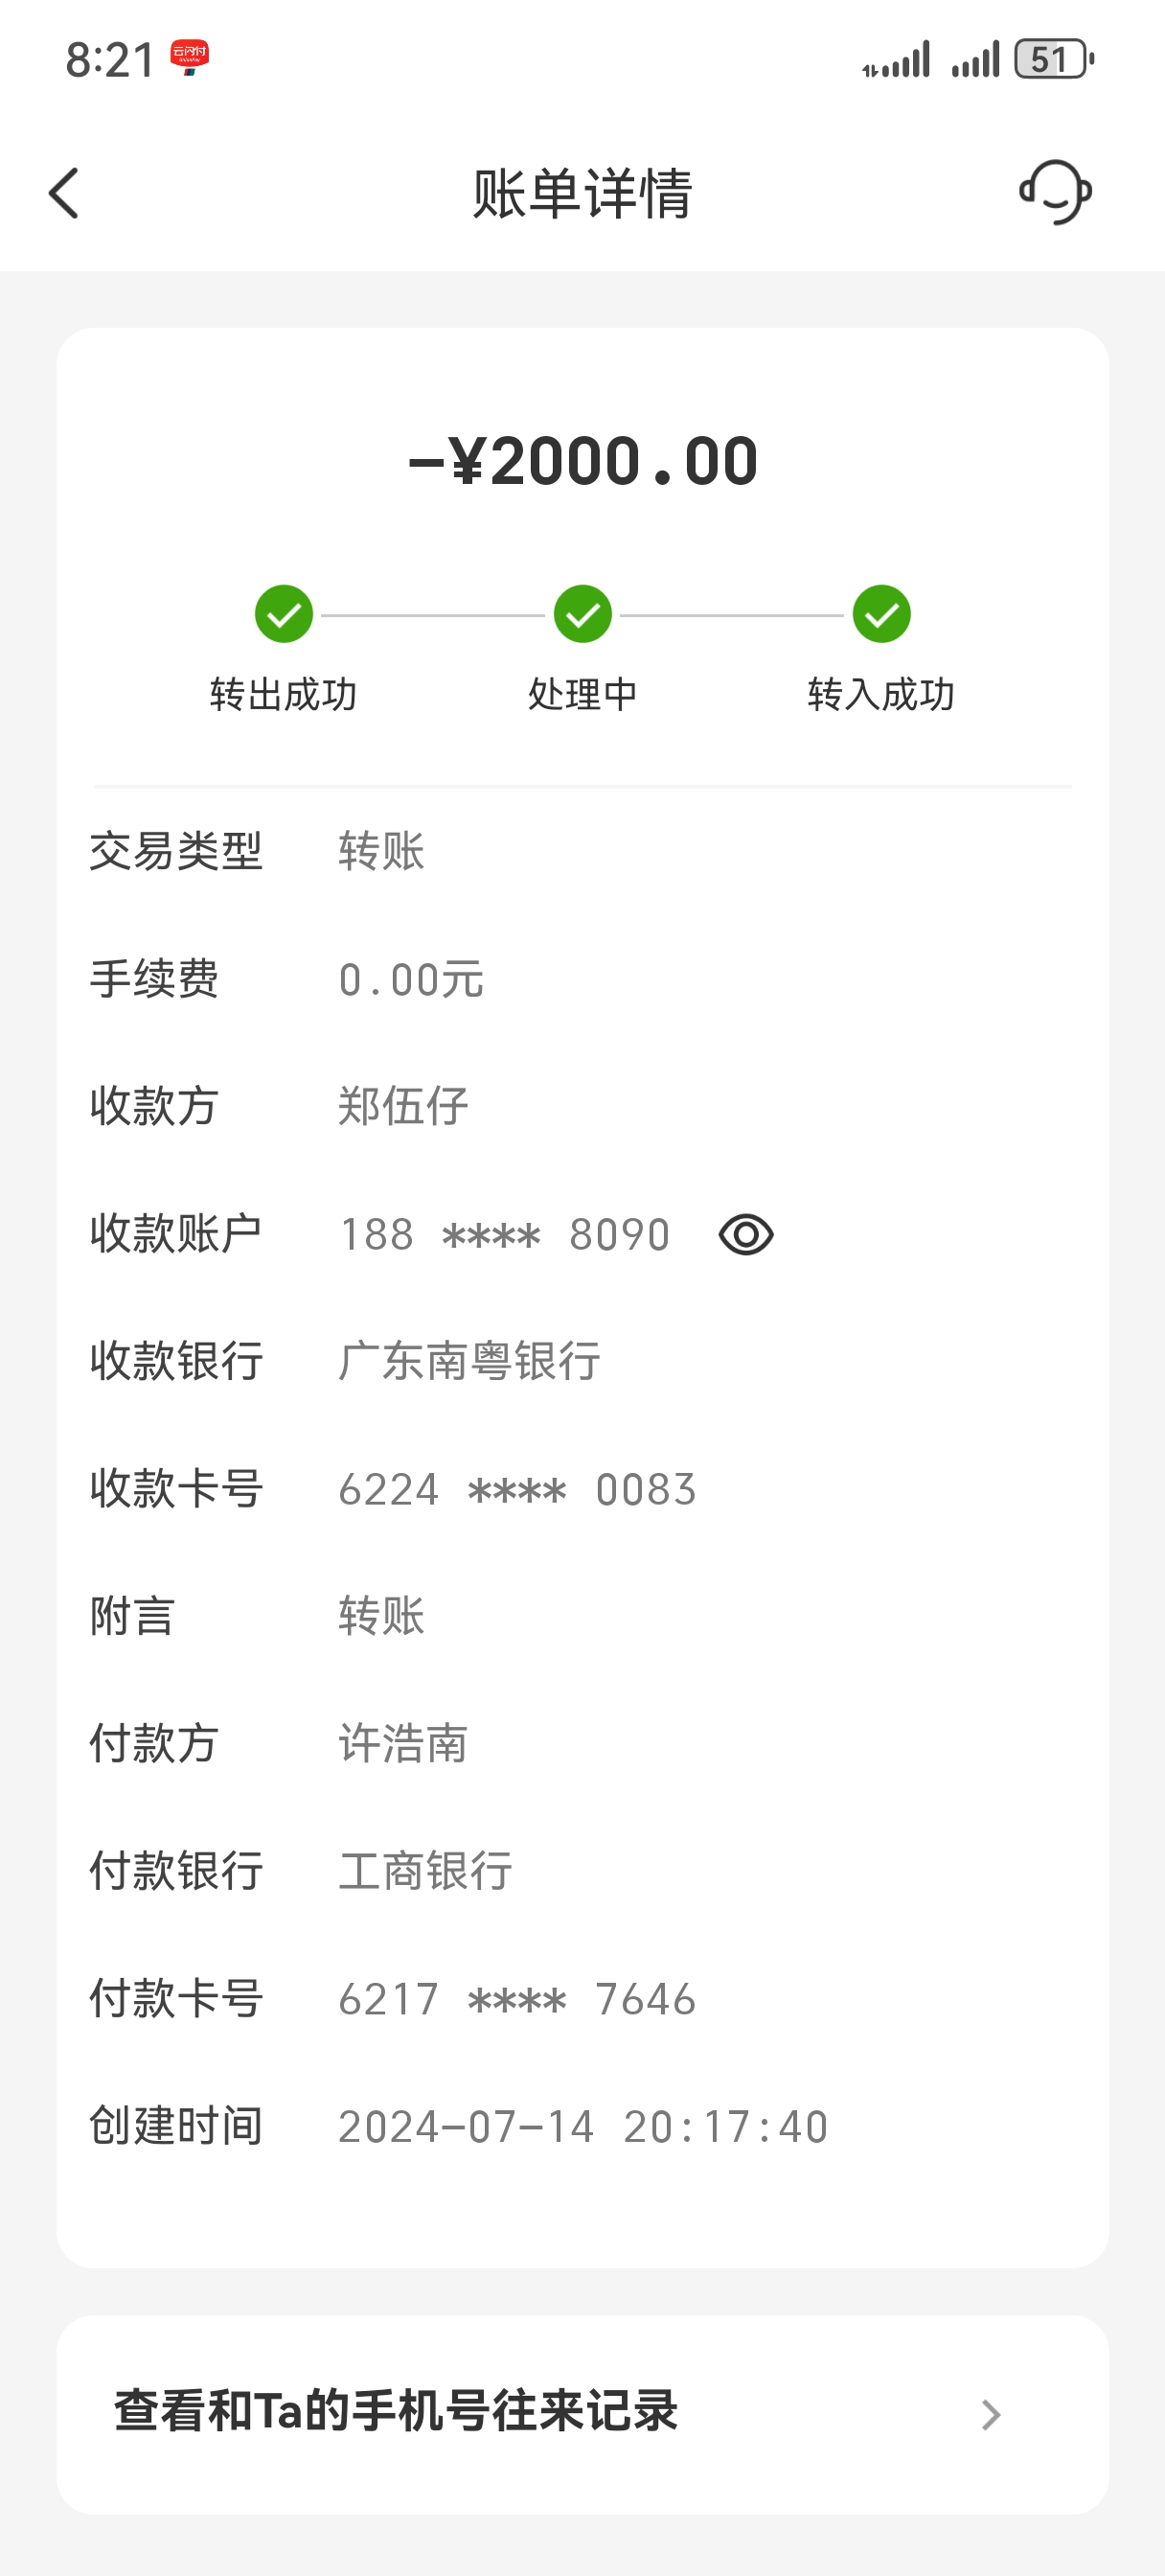 8:21 云闪付 51
账单详情
-¥2000.00
转出成功 处理中 转入成功
交易类型 转账
手续费 0.00元
收款方 郑伍仔
收款账户 188 **** 8090
收款银行 广东南粤银行
收款卡号 6224 **** 0083
附言 转账
付款方 许浩南
付款银行 工商银行
付款卡号 6217 **** 7646
创建时间 2024-07-14 20:17:40
查看和Ta的手机号往来记录